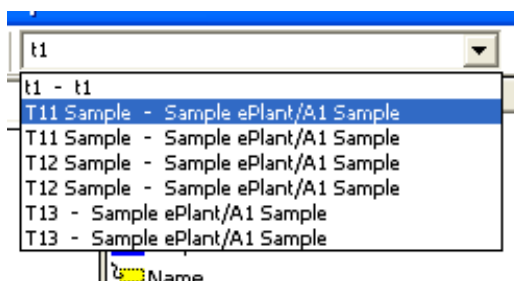 t1
t1 - t1
T11 Sample - Sample ePlant/A1 Sample
T11 Sample - Sample ePlant/A1 Sample
T12 Sample - Sample ePlant/A1 Sample
T12 Sample - Sample ePlant/A1 Sample
T13 - Sample ePlant/A1 Sample
T13 - Sample ePlant/A1 Sample
Name